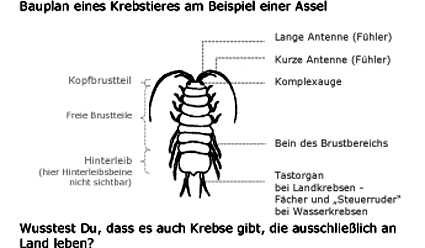 Bauplan eines Krebstieres am Beispiel einer Assel
Lange Antenne (Fühler)
Kurze Antenne (Fühler)
Kopfbrustteil
Komplexauge
Freie Brustteile
Bein des Brustbereichs
Hinterleib
(hier Hinterleibsbeine
nicht sichtbar)
Tastorgan
bei Landkrebsen -
Fächer und „Steuerruder“
bei Wasserkrebsen
Wusstest Du, dass es auch Krebse gibt, die ausschließlich an
Land leben?